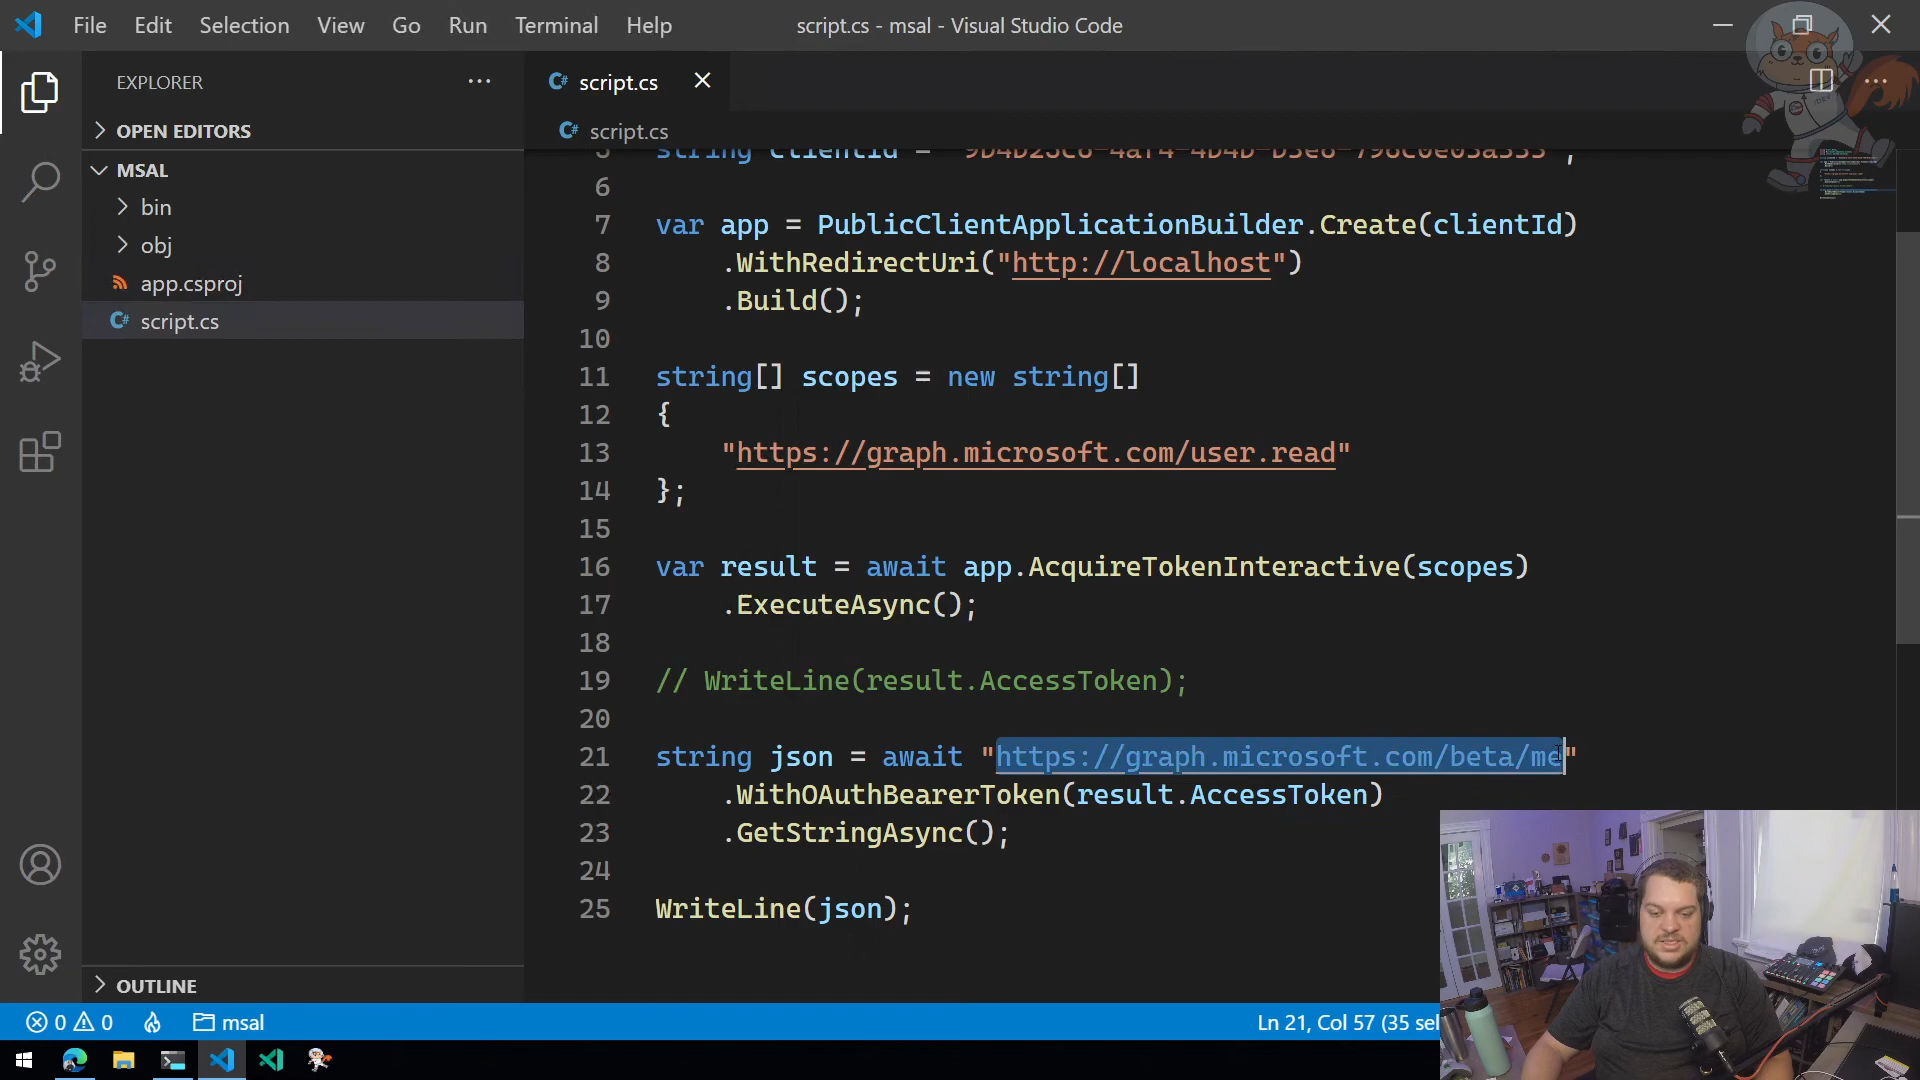 File Edit Selection View Go Run Terminal Help
script.cs - msal - Visual Studio Code
EXPLORER
OPEN EDITORS
MSAL
bin
obj
app.csproj
script.cs
OUTLINE
script.cs
script.cs
string clientId =
6
7 var app = PublicClientApplicationBuilder.Create(clientId)
8 .WithRedirectUri("http://localhost")
9 .Build();
10
11 string[] scopes = new string[]
12 {
13 "https://graph.microsoft.com/user.read"
14 };
15
16 var result = await app.AcquireTokenInteractive(scopes)
17 .ExecuteAsync();
18
19 // WriteLine(result.AccessToken);
20
21 string json = await "https://graph.microsoft.com/beta/me"
22 .WithOAuthBearerToken(result.AccessToken)
23 .GetStringAsync();
24
25 WriteLine(json);
0 0 msal
Ln 21, Col 57 (35 sel